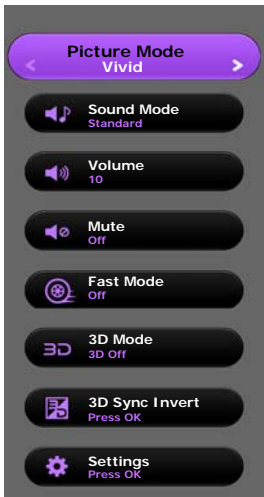 Picture Mode
Vivid
Sound Mode
Standard
Volume
10
Mute
Off
Fast Mode
Off
3D
3D Mode
3D Off
3D Sync Invert
Press OK
Settings
Press OK